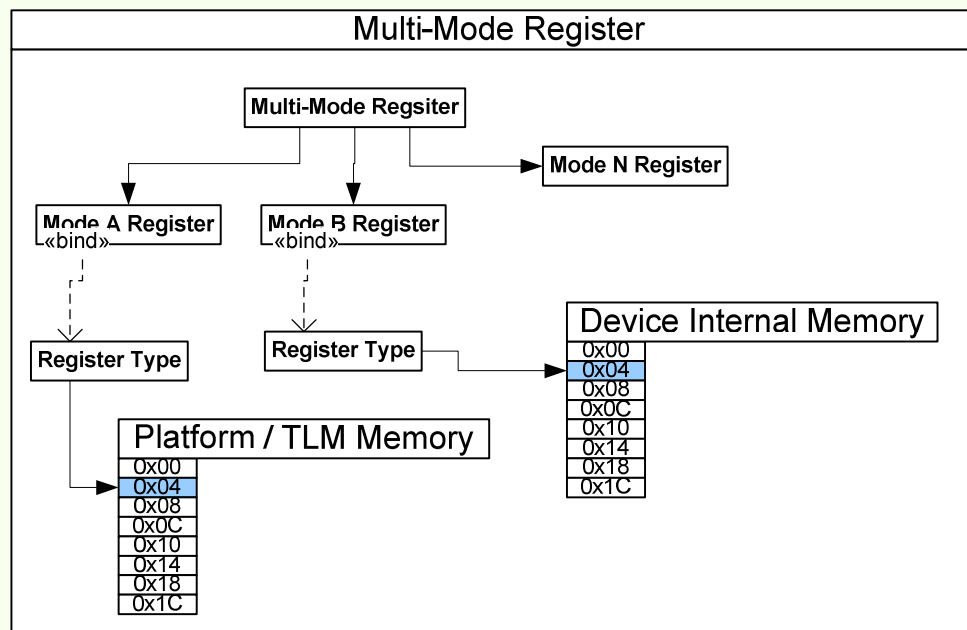 Multi-Mode Register
Multi-Mode Regsiter
Mode N Register
Mode A Register
«bind»
Mode B Register
«bind»
Register Type
Register Type
Device Internal Memory
0x00
0x04
0x08
0x0C
0x10
0x14
0x18
0x1C
Platform / TLM Memory
0x00
0x04
0x08
0x0C
0x10
0x14
0x18
0x1C